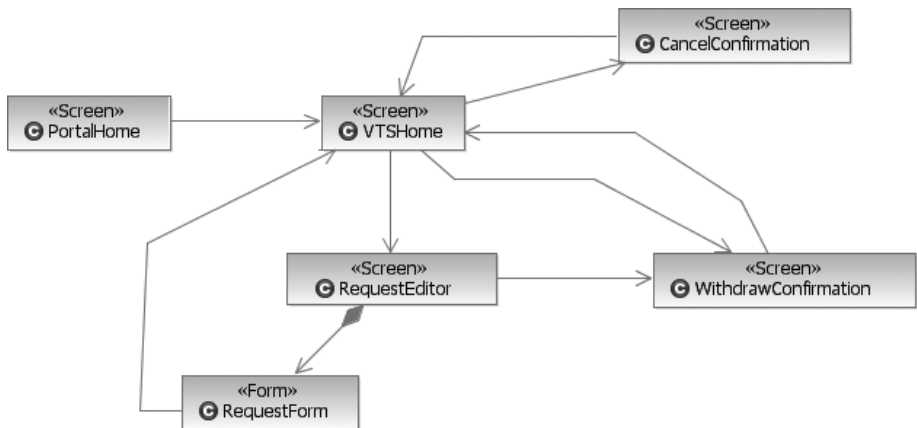 «Screen»
CancelConfirmation
«Screen»
PortalHome
«Screen»
VTSHome
«Screen»
RequestEditor
«Screen»
WithdrawConfirmation
«Form»
RequestForm